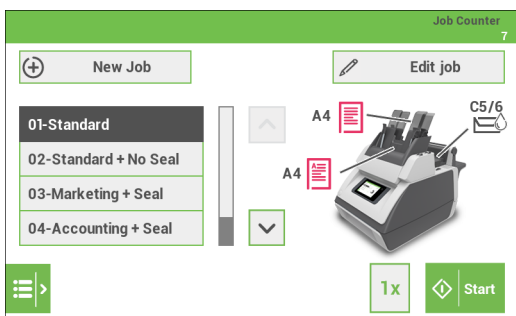 Job Counter
7
New Job
Edit job
01-Standard
02-Standard + No Seal
03-Marketing + Seal
04-Accounting + Seal
A4
C5/6
A4
1x
Start